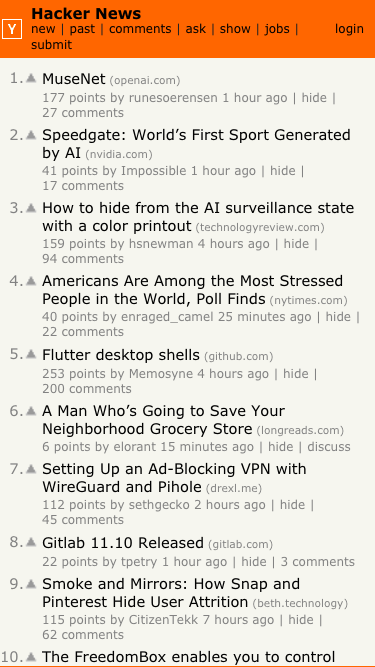 Y
Hacker News
new | past | comments | ask | show | jobs |
submit
login
1. MuseNet (openai.com)
177 points by runesoerensen 1 hour ago | hide |
27 comments
2. Speedgate: World’s First Sport Generated
by AI (nvidia.com)
41 points by Impossible 1 hour ago | hide |
17 comments
3. How to hide from the AI surveillance state
with a color printout (technologyreview.com)
159 points by hsnewman 4 hours ago | hide |
94 comments
4. Americans Are Among the Most Stressed
People in the World, Poll Finds (nytimes.com)
40 points by enraged_camel 25 minutes ago | hide |
22 comments
5. Flutter desktop shells (github.com)
253 points by Memosyne 4 hours ago | hide |
200 comments
6. A Man Who’s Going to Save Your
Neighborhood Grocery Store (longreads.com)
6 points by elorant 15 minutes ago | hide | discuss
7. Setting Up an Ad-Blocking VPN with
WireGuard and Pihole (drexl.me)
112 points by sethgecko 2 hours ago | hide |
45 comments
8. Gitlab 11.10 Released (gitlab.com)
22 points by tpetry 1 hour ago | hide | 3 comments
9. Smoke and Mirrors: How Snap and
Pinterest Hide User Attrition (beth.technology)
115 points by CitizenTekk 7 hours ago | hide |
62 comments
10. The FreedomBox enables you to control